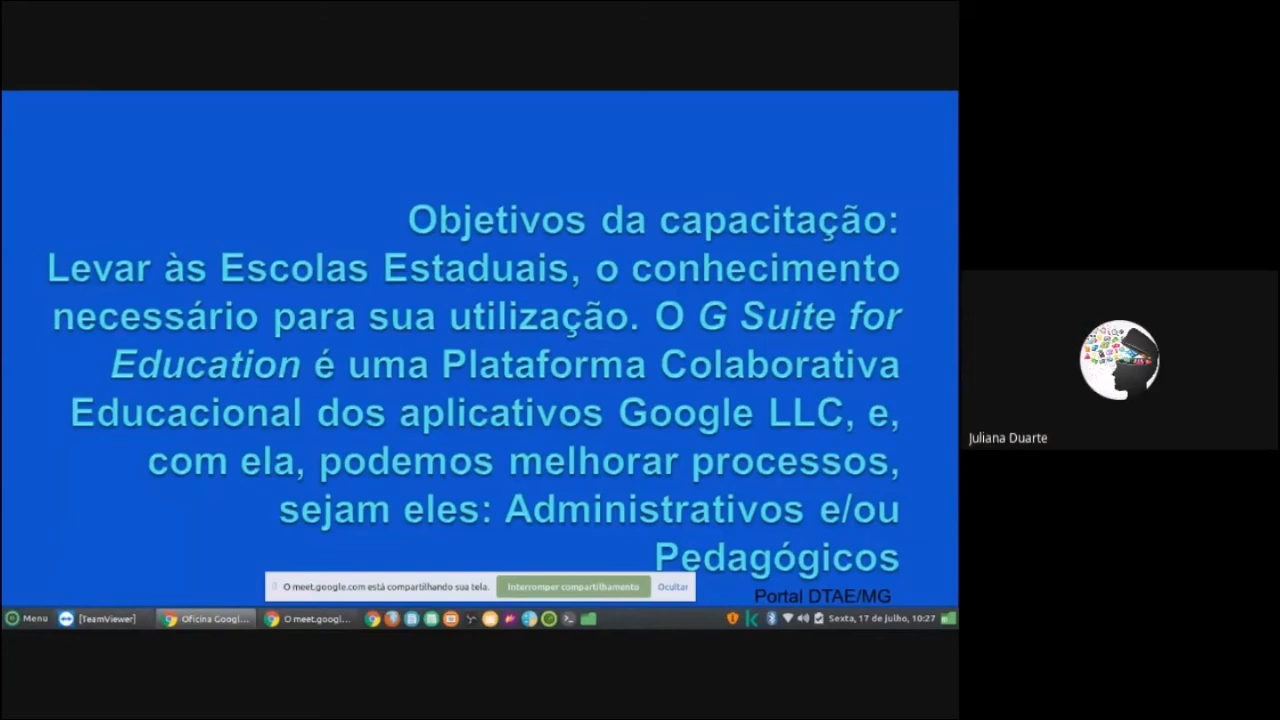 Objetivos da capacitação:
Levar às Escolas Estaduais, o conhecimento
necessário para sua utilização. O G Suite for
Education é uma Plataforma Colaborativa
Educacional dos aplicativos Google LLC, e,
com ela, podemos melhorar processos,
sejam eles: Administrativos e/ou
Pedagógicos
Portal DTAE/MG
O meet.google.com está compartilhando sua tela. Interromper compartilhamento Ocultar
Menu [TeamViewer] Oficina Googl... O meet.googl... Sexta, 17 de julho, 10:27
Juliana Duarte